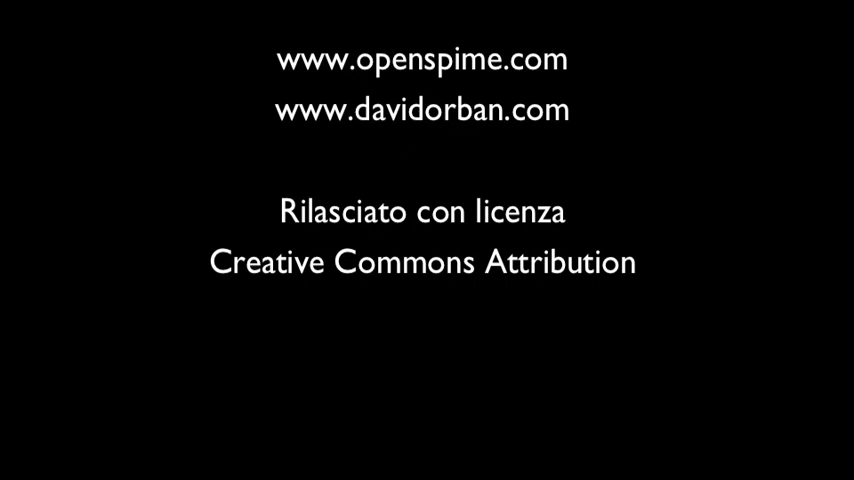 www.openspime.com
www.davidorban.com
Rilasciato con licenza
Creative Commons Attribution